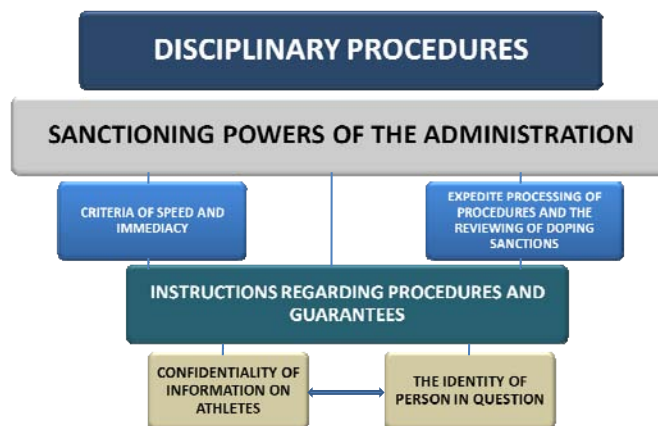 DISCIPLINARY PROCEDURES
SANCTIONING POWERS OF THE ADMINISTRATION
CRITERIA OF SPEED AND
IMMEDIACY
EXPEDITE PROCESSING OF
PROCEDURES AND THE
REVIEWING OF DOPING
SANCTIONS
INSTRUCTIONS REGARDING PROCEDURES AND
GUARANTEES
CONFIDENTIALITY OF
INFORMATION ON
ATHLETES
THE IDENTITY OF
PERSON IN QUESTION